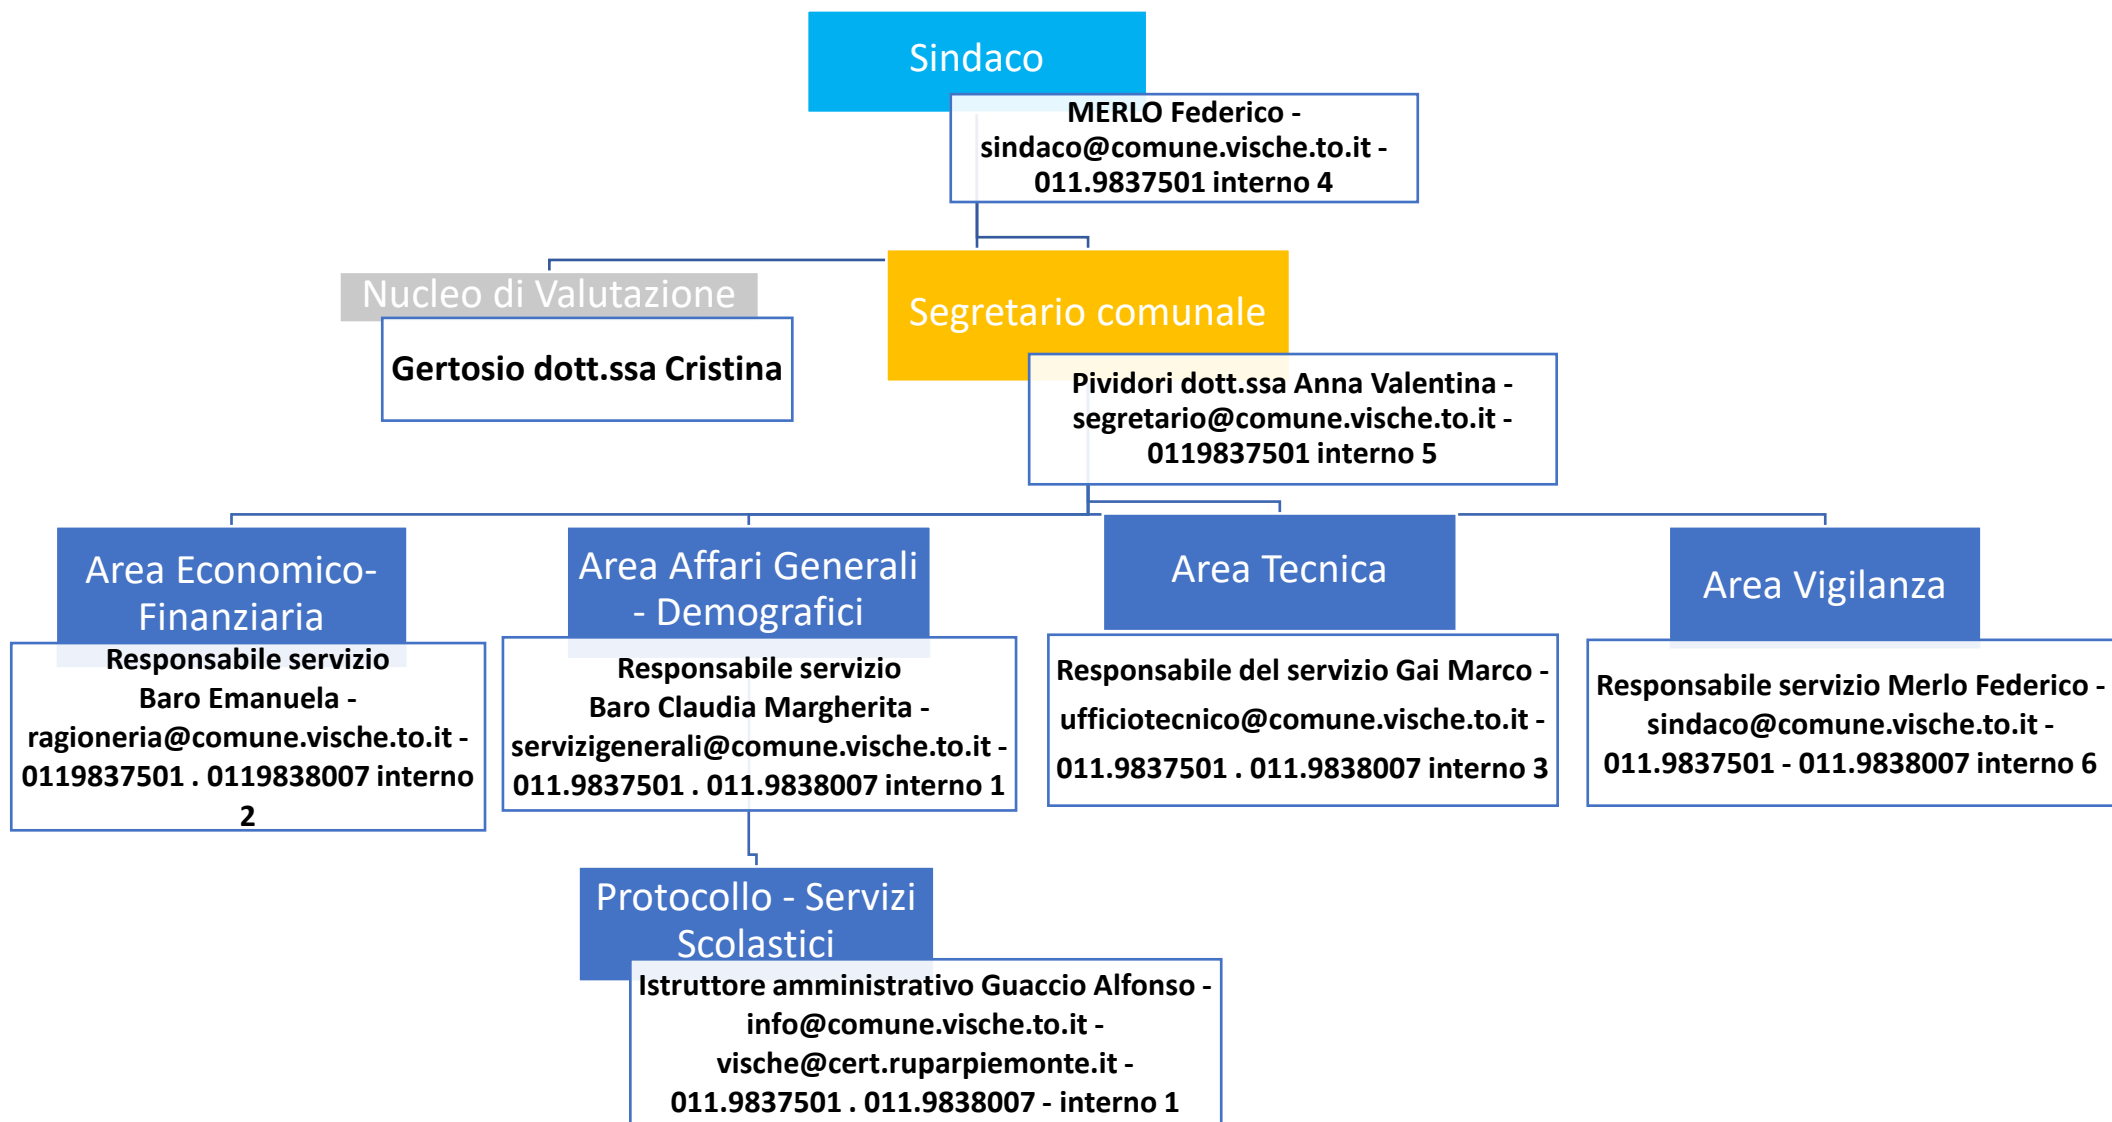 Sindaco
MERLO Federico -
sindaco@comune.vische.to.it -
011.9837501 interno 4
Nucleo di Valutazione
Gertosio dott.ssa Cristina
Segretario comunale
Pividori dott.ssa Anna Valentina -
segretario@comune.vische.to.it -
0119837501 interno 5
Area Economico-
Finanziaria
Responsabile servizio
Baro Emanuela -
ragioneria@comune.vische.to.it -
0119837501 . 0119838007 interno
2
Area Affari Generali
- Demografici
Responsabile servizio
Baro Claudia Margherita -
servizigenerali@comune.vische.to.it -
011.9837501 . 011.9838007 interno 1
Area Tecnica
Responsabile del servizio Gai Marco -
ufficiotecnico@comune.vische.to.it -
011.9837501 . 011.9838007 interno 3
Area Vigilanza
Responsabile servizio Merlo Federico -
sindaco@comune.vische.to.it -
011.9837501 - 011.9838007 interno 6
Protocollo - Servizi
Scolastici
Istruttore amministrativo Guaccio Alfonso -
info@comune.vische.to.it -
vische@cert.ruparpiemonte.it -
011.9837501 . 011.9838007 - interno 1